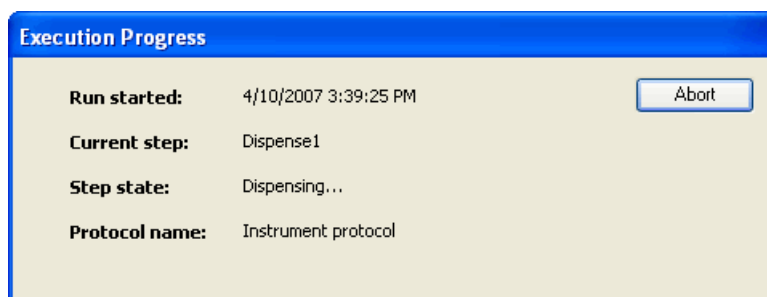 Execution Progress
Run started: 4/10/2007 3:39:25 PM Abort
Current step: Dispense1
Step state: Dispensing...
Protocol name: Instrument protocol